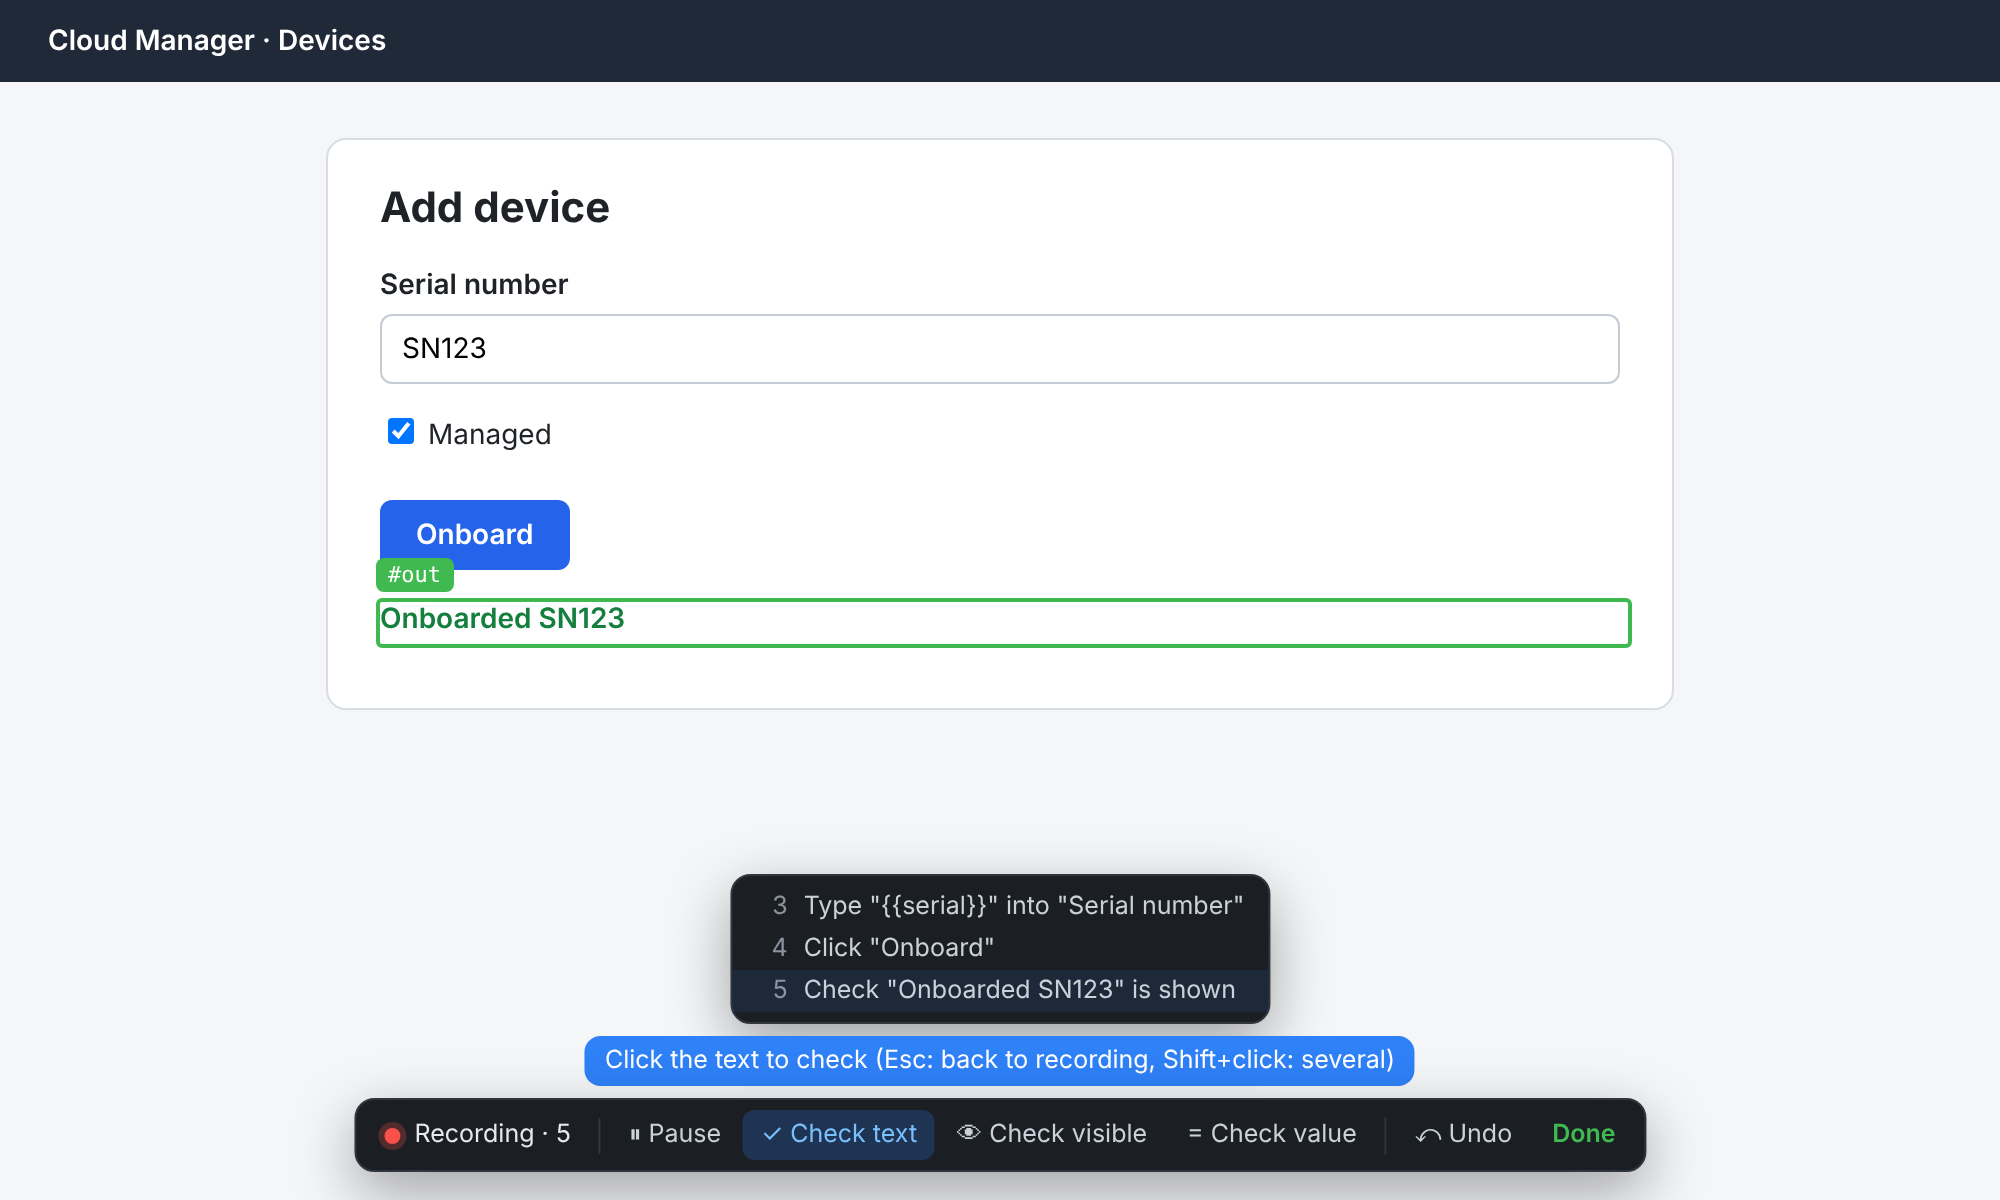 Cloud Manager · Devices
Add device
Serial number
SN123
Managed
Onboard
#out
Onboarded SN123
3 Type "{{serial}}" into "Serial number"
4 Click "Onboard"
5 Check "Onboarded SN123" is shown
Click the text to check (Esc: back to recording, Shift+click: several)
Recording · 5 Pause ✓ Check text Check visible = Check value Undo Done